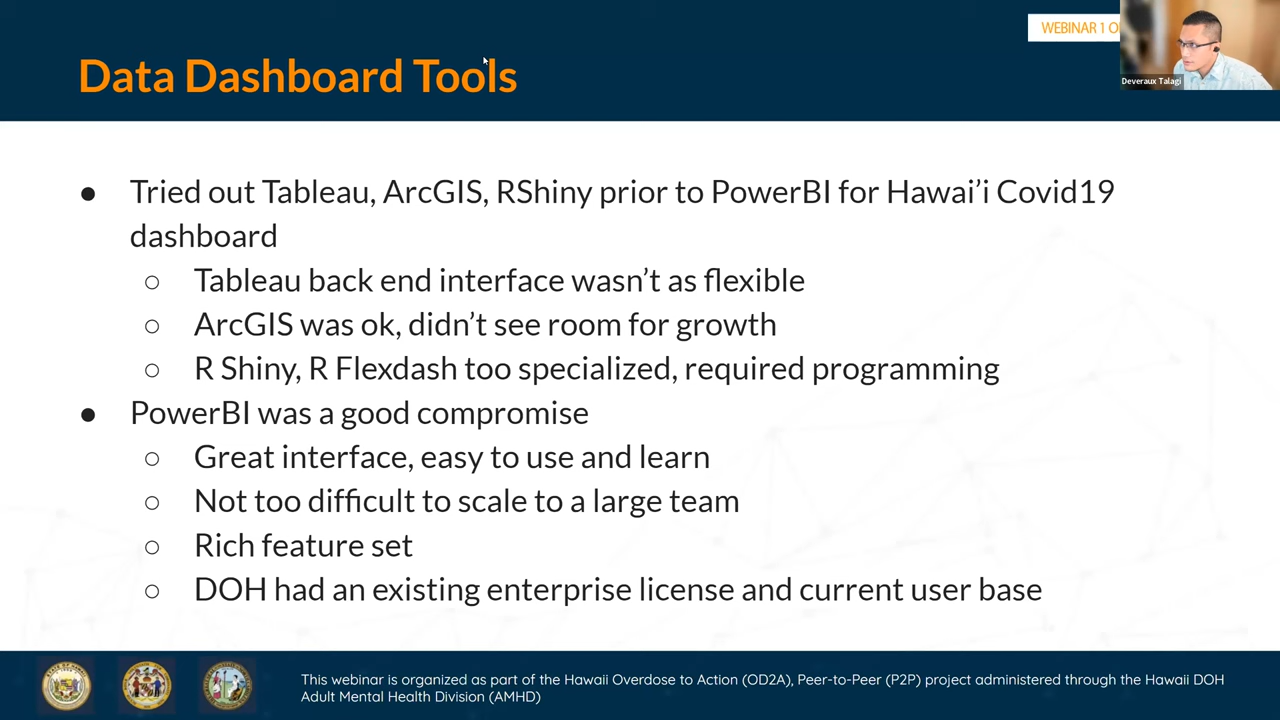 WEBINAR 1 O
Deveraux Talagi
Data Dashboard Tools
● Tried out Tableau, ArcGIS, RShiny prior to PowerBI for Hawai’i Covid19
dashboard
○ Tableau back end interface wasn’t as flexible
○ ArcGIS was ok, didn’t see room for growth
○ R Shiny, R Flexdash too specialized, required programming
● PowerBI was a good compromise
○ Great interface, easy to use and learn
○ Not too difficult to scale to a large team
○ Rich feature set
○ DOH had an existing enterprise license and current user base
This webinar is organized as part of the Hawaii Overdose to Action (OD2A), Peer-to-Peer (P2P) project administered through the Hawaii DOH
Adult Mental Health Division (AMHD)